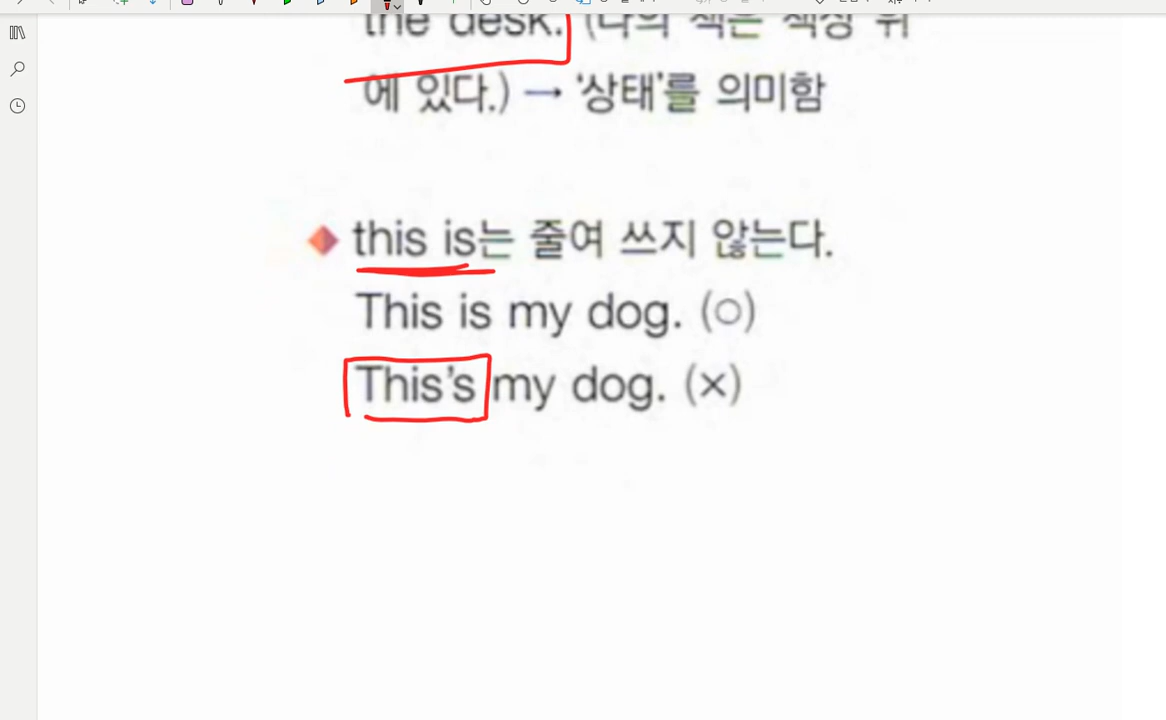 the desk. (나의 책은 책상 위
에 있다.) → '상태'를 의미함
this is는 줄여 쓰지 않는다.
This is my dog. (○)
This's my dog. (×)